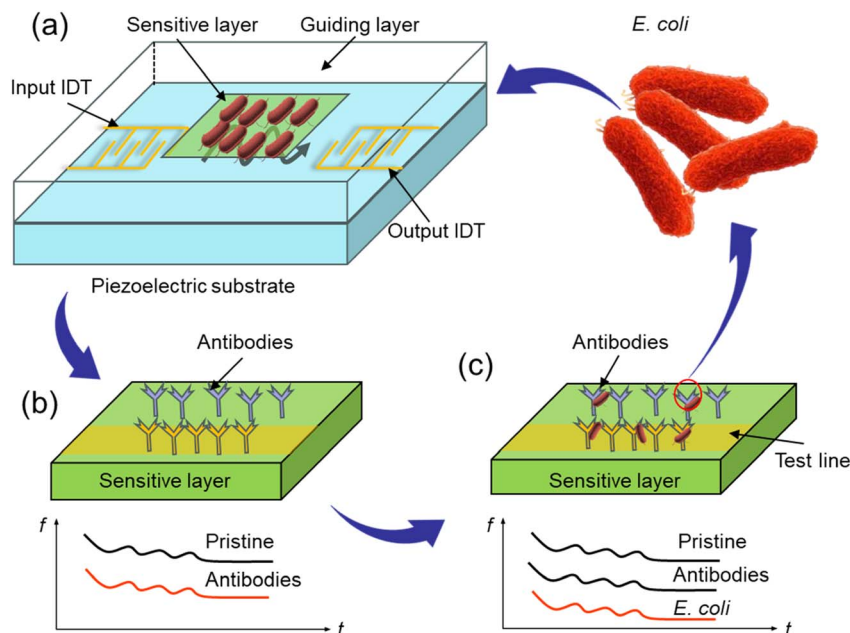 (a)
Sensitive layer
Guiding layer
E. coli
Input IDT
Output IDT
Piezoelectric substrate
(b)
Antibodies
Sensitive layer
f
Pristine
Antibodies
t
(c)
Antibodies
Test line
Sensitive layer
f
Pristine
Antibodies
E. coli
t